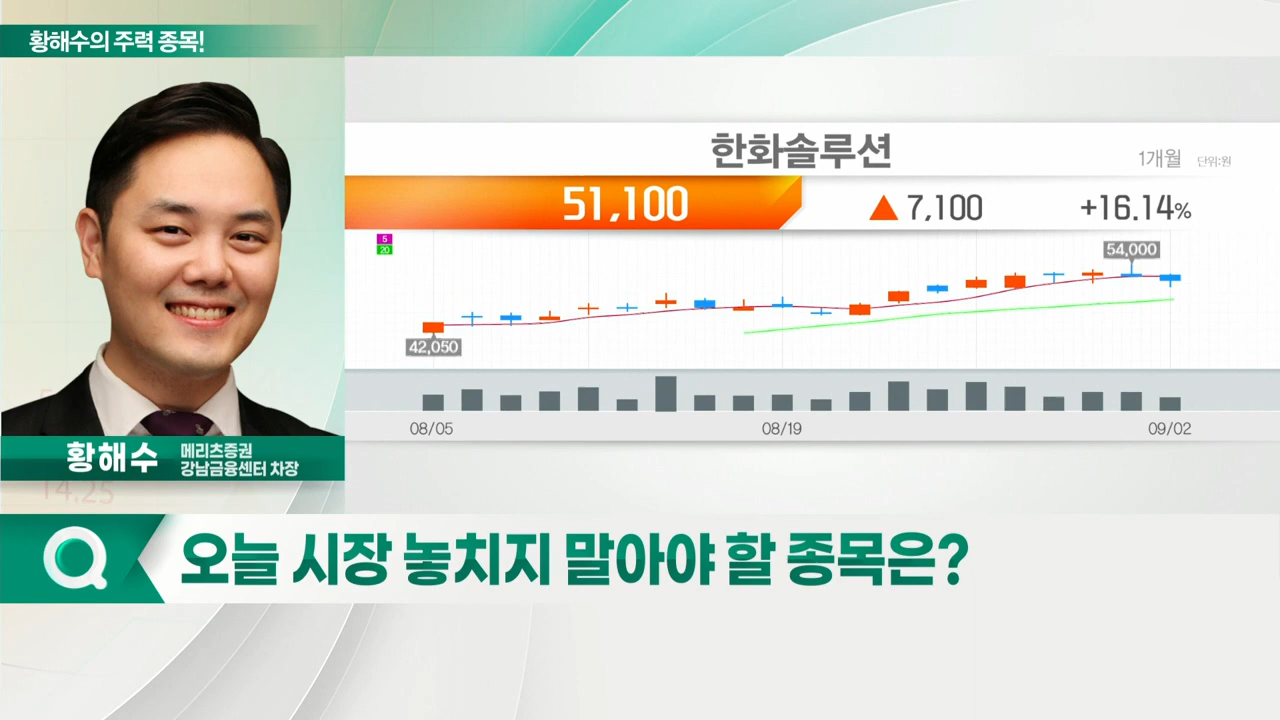 황해수의 주력 종목!
한화솔루션
1개월 단위:원
51,100 ▲ 7,100 +16.14%
5
20
54,000
42,050
08/05 08/19 09/02
황해수 메리츠증권
강남금융센터 차장
14.25
Q 오늘 시장 놓치지 말아야 할 종목은?